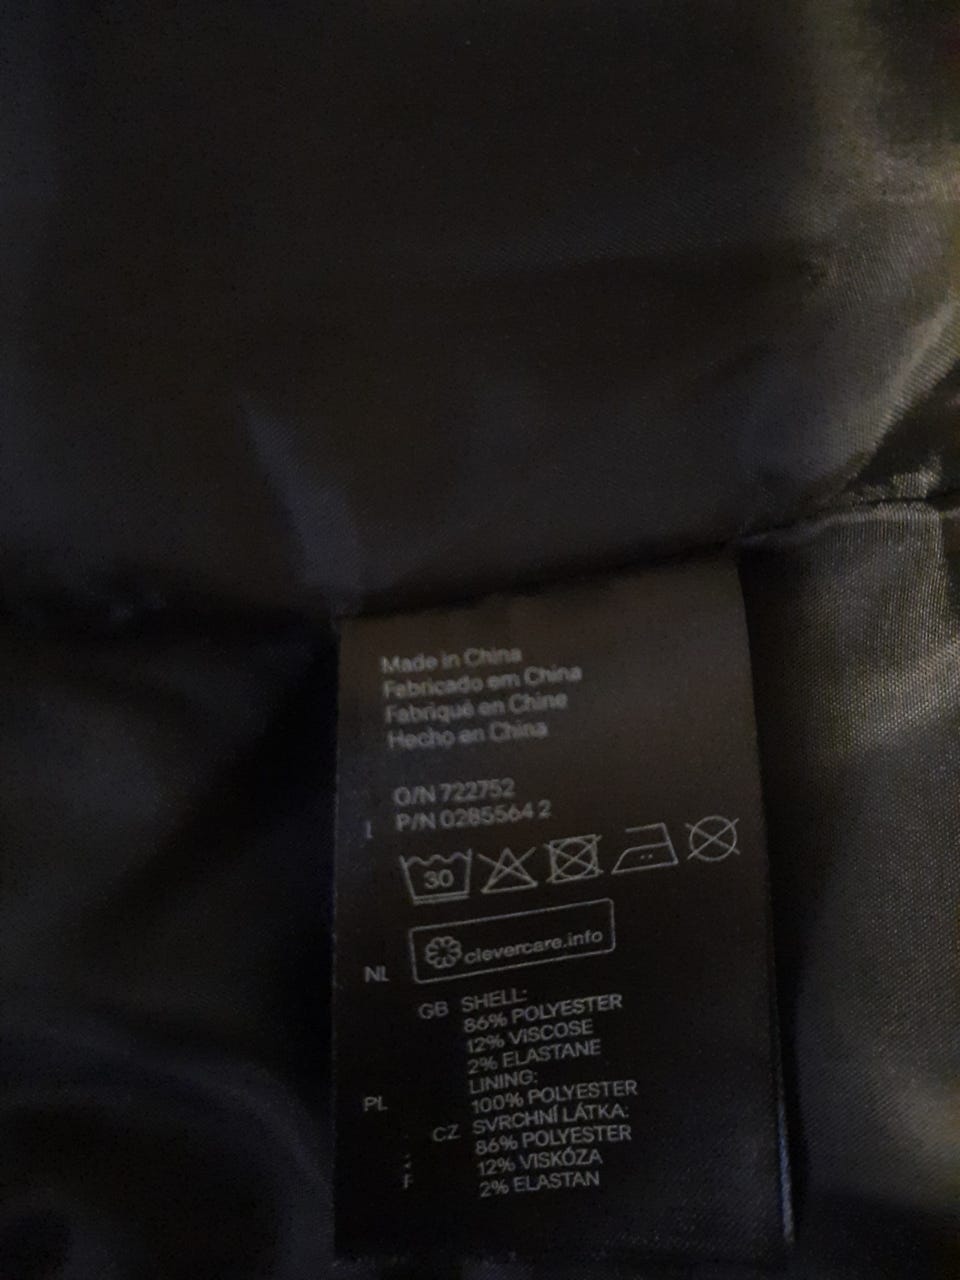 Made in China
Fabricado em China
Fabriqué en Chine
Hecho en China
O/N 722752
P/N 0285564 2
30
clevercare.info
NL
GB SHELL:
86% POLYESTER
12% VISCOSE
2% ELASTANE
LINING:
100% POLYESTER
PL
CZ SVRCHNÍ LÁTKA:
86% POLYESTER
12% VISKÓZA
2% ELASTAN